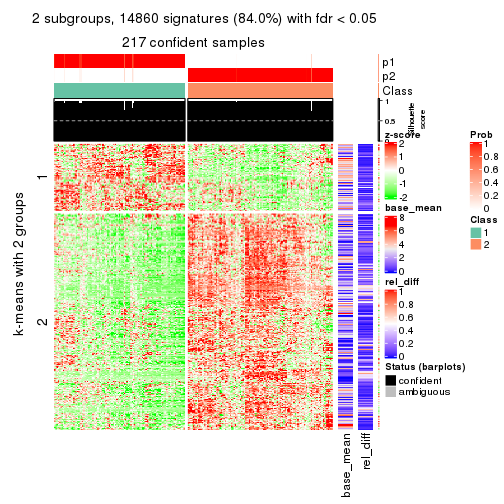 2 subgroups, 14860 signatures (84.0%) with fdr < 0.05
217 confident samples
p1
p2
Class
1
0.5
0
Silhouette
score
k-means with 2 groups
1
2
z-score
2
1
0
-1
-2
base_mean
8
6
4
2
0
rel_diff
1
0.8
0.6
0.4
0.2
0
Status (barplots)
confident
ambiguous
Prob
1
0.8
0.6
0.4
0.2
0
Class
1
2
base_mean
rel_diff